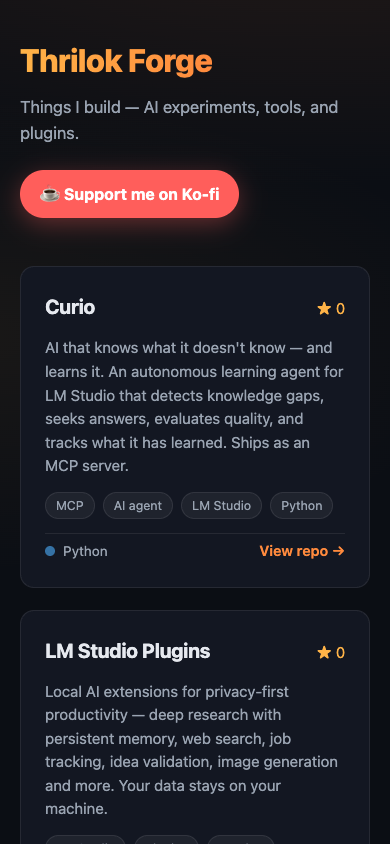 Thrilok Forge
Things I build — AI experiments, tools, and
plugins.
☕ Support me on Ko-fi
Curio
★ 0
AI that knows what it doesn't know — and
learns it. An autonomous learning agent for
LM Studio that detects knowledge gaps,
seeks answers, evaluates quality, and
tracks what it has learned. Ships as an
MCP server.
MCP
AI agent
LM Studio
Python
Python
View repo →
LM Studio Plugins
★ 0
Local AI extensions for privacy-first
productivity — deep research with
persistent memory, web search, job
tracking, idea validation, image generation
and more. Your data stays on your
machine.